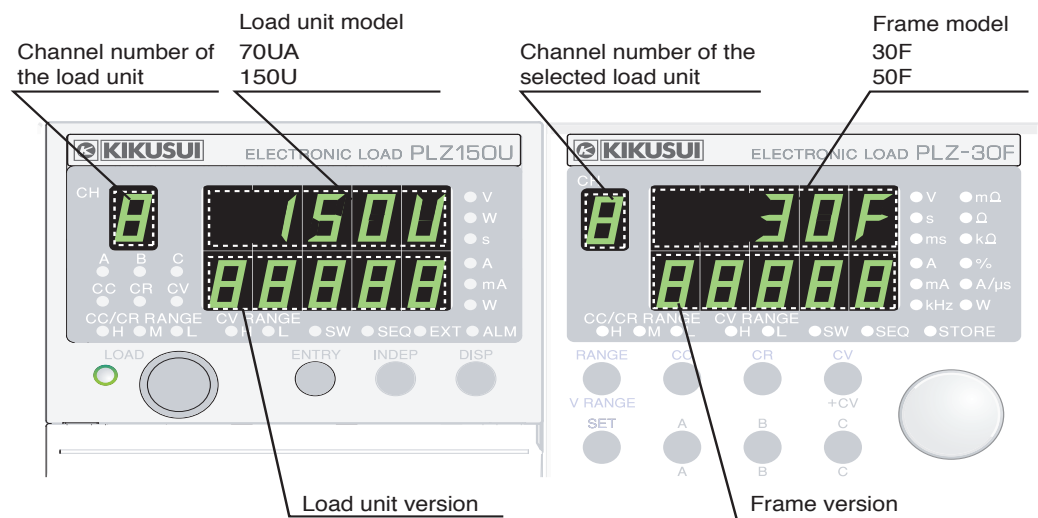 Load unit model
70UA
150U
Channel number of
the load unit
Frame model
30F
50F
Channel number of the
selected load unit
KIKUSUI ELECTRONIC LOAD PLZ150U
CH 8 150U
88888
V
W
s
A
mA
W
A B C
CC CR CV
CC/CR RANGE CV RANGE
H M L H L SW SEQ EXT ALM
LOAD ENTRY INDEP DISP
Load unit version
KIKUSUI ELECTRONIC LOAD PLZ-30F
CH 8 30F
88888
V mΩ
s Ω
ms kΩ
A %
mA A/µs
kHz W
CC/CR RANGE CV RANGE
H M L H L SW SEQ STORE
RANGE CC CR CV
V RANGE +CV
SET A B C
A B C
Frame version